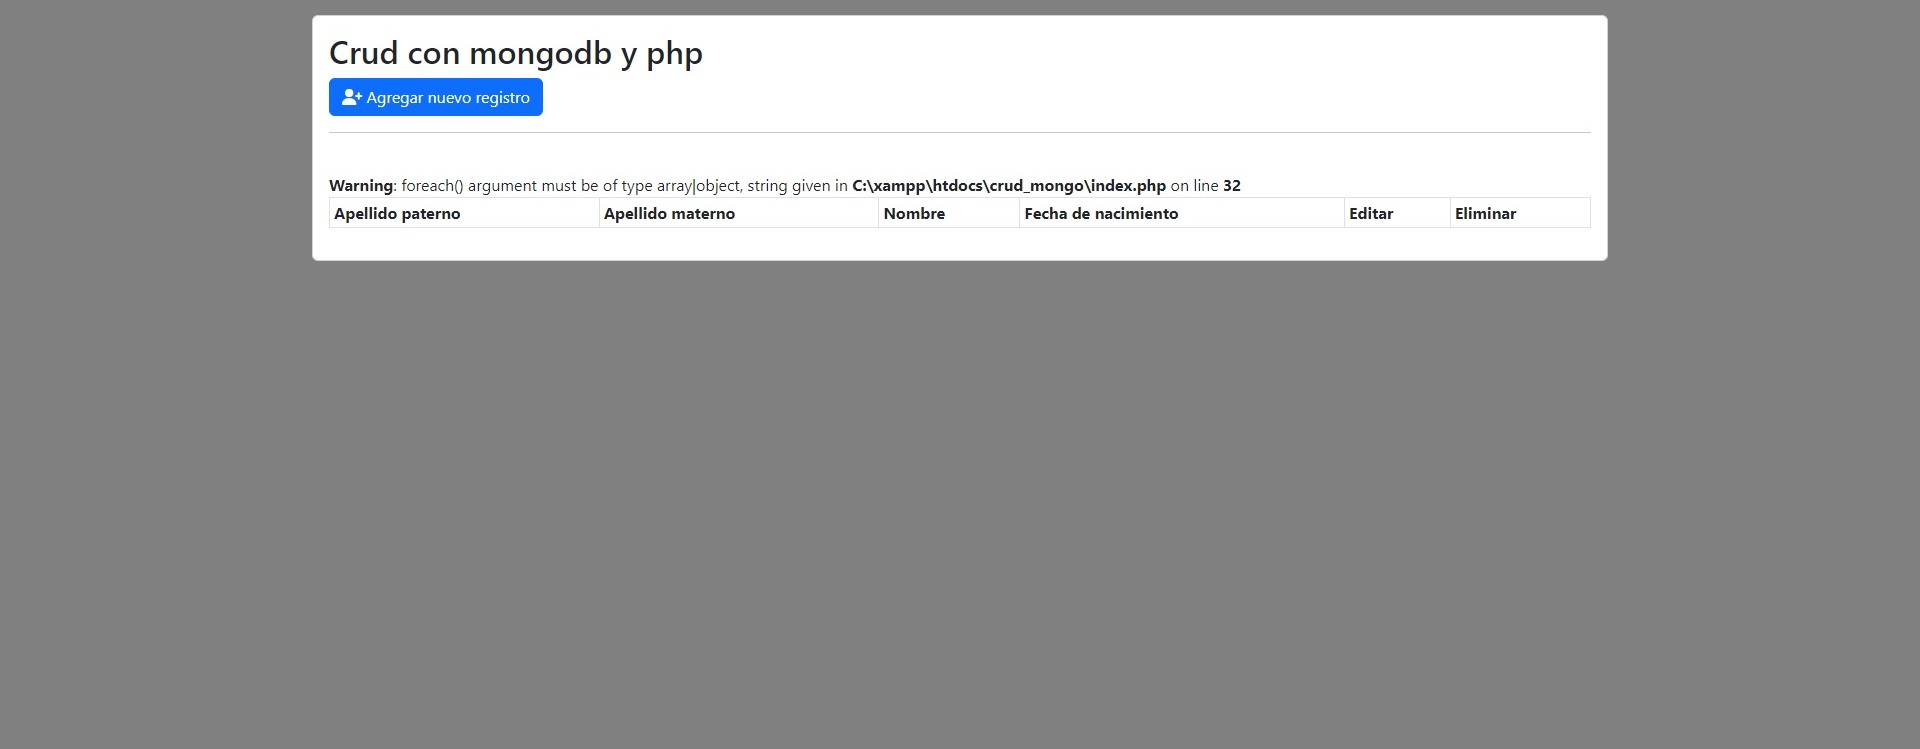 Crud con mongodb y php
Agregar nuevo registro
Warning: foreach() argument must be of type array|object, string given in C:\xampp\htdocs\crud_mongo\index.php on line 32
Apellido paterno Apellido materno Nombre Fecha de nacimiento Editar Eliminar